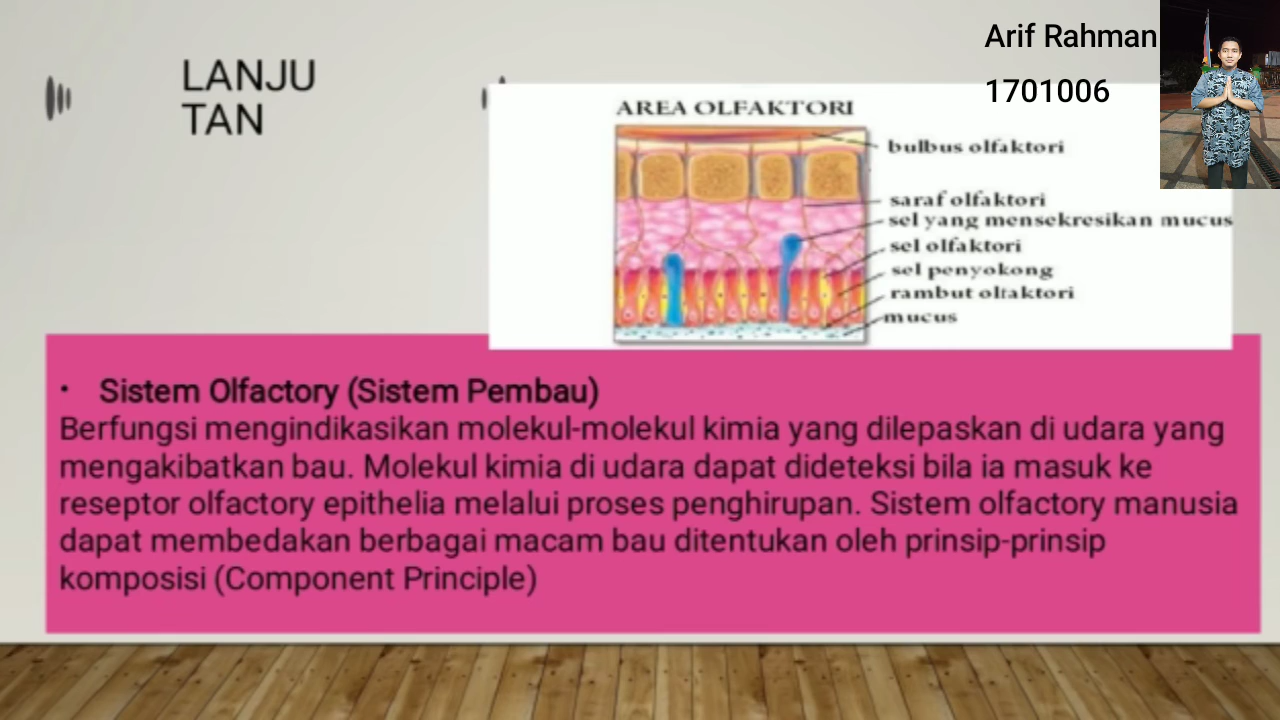 LANJU
TAN
Arif Rahman
1701006
AREA OLFAKTORI
bulbus olfaktori
saraf olfaktori
sel yang mensekresikan mucus
sel olfaktori
sel penyokong
rambut olfaktori
mucus
• Sistem Olfactory (Sistem Pembau)
Berfungsi mengindikasikan molekul-molekul kimia yang dilepaskan di udara yang
mengakibatkan bau. Molekul kimia di udara dapat dideteksi bila ia masuk ke
reseptor olfactory epithelia melalui proses penghirupan. Sistem olfactory manusia
dapat membedakan berbagai macam bau ditentukan oleh prinsip-prinsip
komposisi (Component Principle)